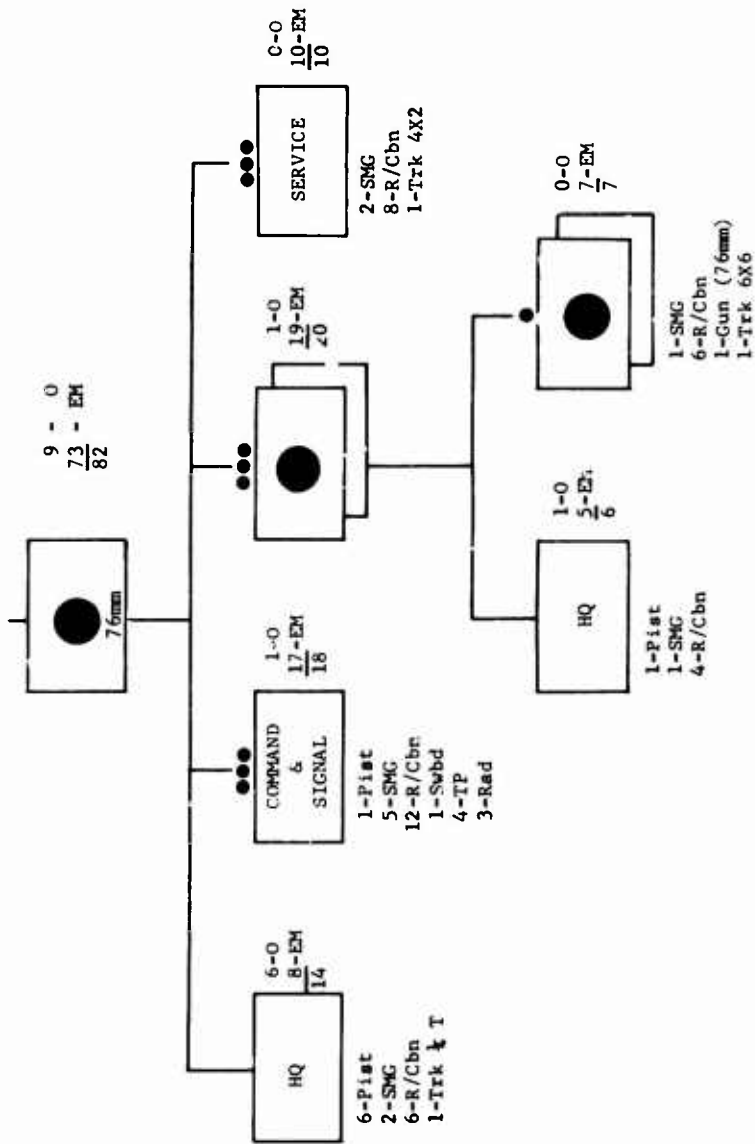 9 - O
73 - EM
82
76mm
6-O
8-EM
14
HQ
6-Pist
2-SMG
6-R/Cbn
1-Trk ¼ T
1-O
17-EM
18
COMMAND
&
SIGNAL
1-Pist
5-SMG
12-R/Cbn
1-Swbd
4-TP
3-Rad
1-O
19-EM
20
C-O
10-EM
10
SERVICE
2-SMG
8-R/Cbn
1-Trk 4X2
1-O
5-EM
6
HQ
1-Pist
1-SMG
4-R/Cbn
0-O
7-EM
7
1-SMG
6-R/Cbn
1-Gun (76mm)
1-Trk 6X6